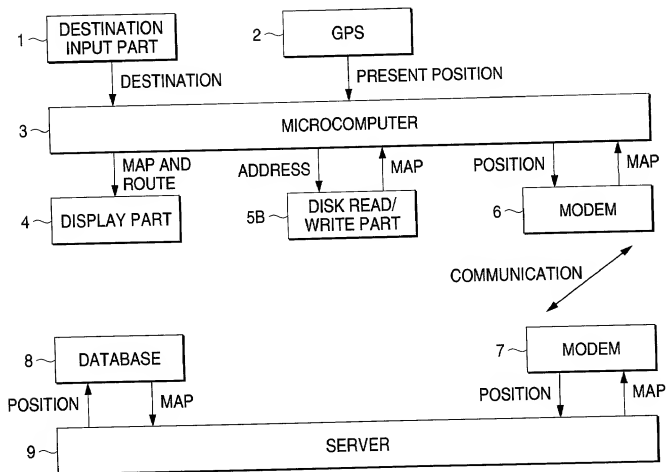 1
DESTINATION
INPUT PART
2
GPS
DESTINATION
PRESENT POSITION
3
MICROCOMPUTER
MAP AND
ROUTE
ADDRESS
MAP
POSITION
MAP
4
DISPLAY PART
5B
DISK READ/
WRITE PART
6
MODEM
COMMUNICATION
8
DATABASE
7
MODEM
POSITION
MAP
POSITION
MAP
9
SERVER